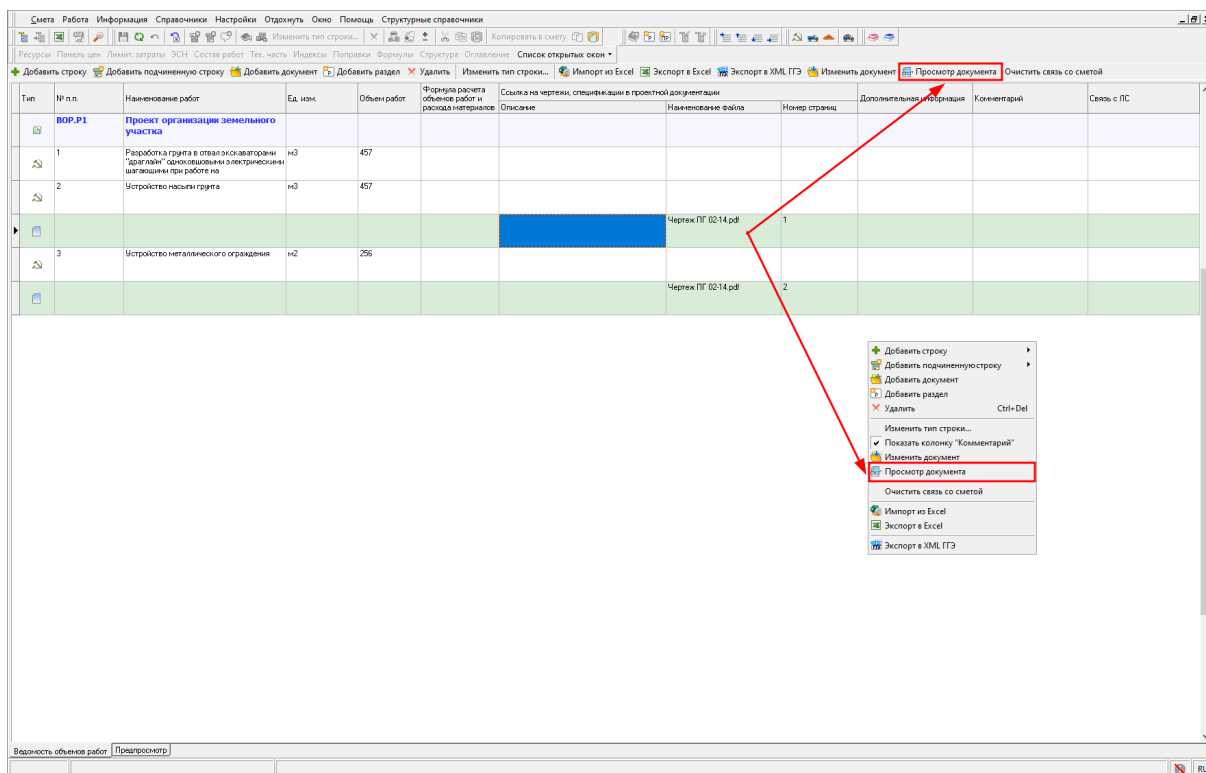 Смета Работа Информация Справочники Настройки Отдохнуть Окно Помощь Структурные справочники
Изменить тип строки... Копировать в смету
Ресурсы Панель цен Лимит. затраты ЭСН Состав работ Тех. часть Индексы Поправки Формулы Структура Оглавление Список открытых окон
Добавить строку Добавить подчиненную строку Добавить документ Добавить раздел Удалить Изменить тип строки... Импорт из Excel Экспорт в Excel Экспорт в XML ГГЭ Изменить документ Просмотр документа Очистить связь со сметой
Тип № п.п. Наименование работ Ед. изм. Объем работ Формула расчета объемов работ и расхода материалов Ссылка на чертежи, спецификации в проектной документации Дополнительная информация Комментарий Связь с ПС
Описание Наименование файла Номер страниц
ВОР.Р1 Проект организации земельного
участка
1 Разработка грунта в отвал экскаваторами м3 457
"драглайн" одноковшовыми электрическими
шагающими при работе на
2 Устройство насыпи грунта м3 457
Чертеж ПГ 02-14.pdf 1
3 Устройство металлического ограждения м2 256
Чертеж ПГ 02-14.pdf 2
Добавить строку
Добавить подчиненную строку
Добавить документ
Добавить раздел
Удалить Ctrl+Del
Изменить тип строки...
Показать колонку "Комментарий"
Изменить документ
Просмотр документа
Очистить связь со сметой
Импорт из Excel
Экспорт в Excel
Экспорт в XML ГГЭ
Ведомость объемов работ Предпросмотр
RU